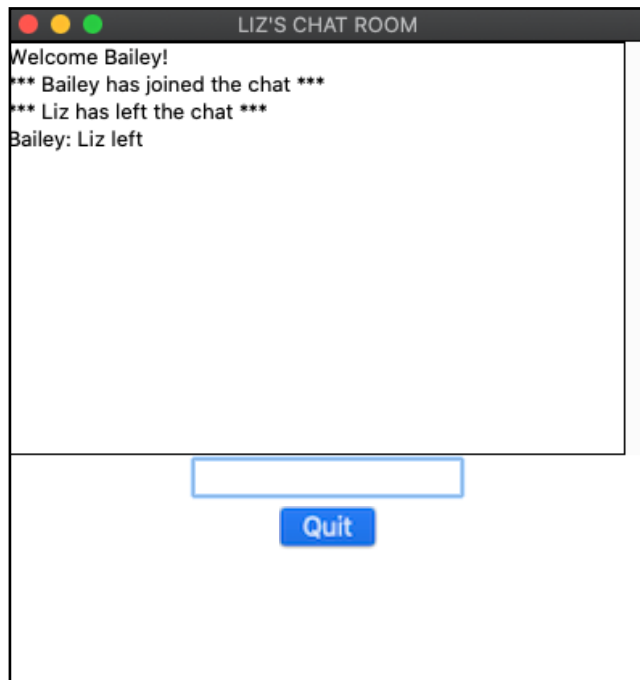 LIZ'S CHAT ROOM
Welcome Bailey!
*** Bailey has joined the chat ***
*** Liz has left the chat ***
Bailey: Liz left
Quit